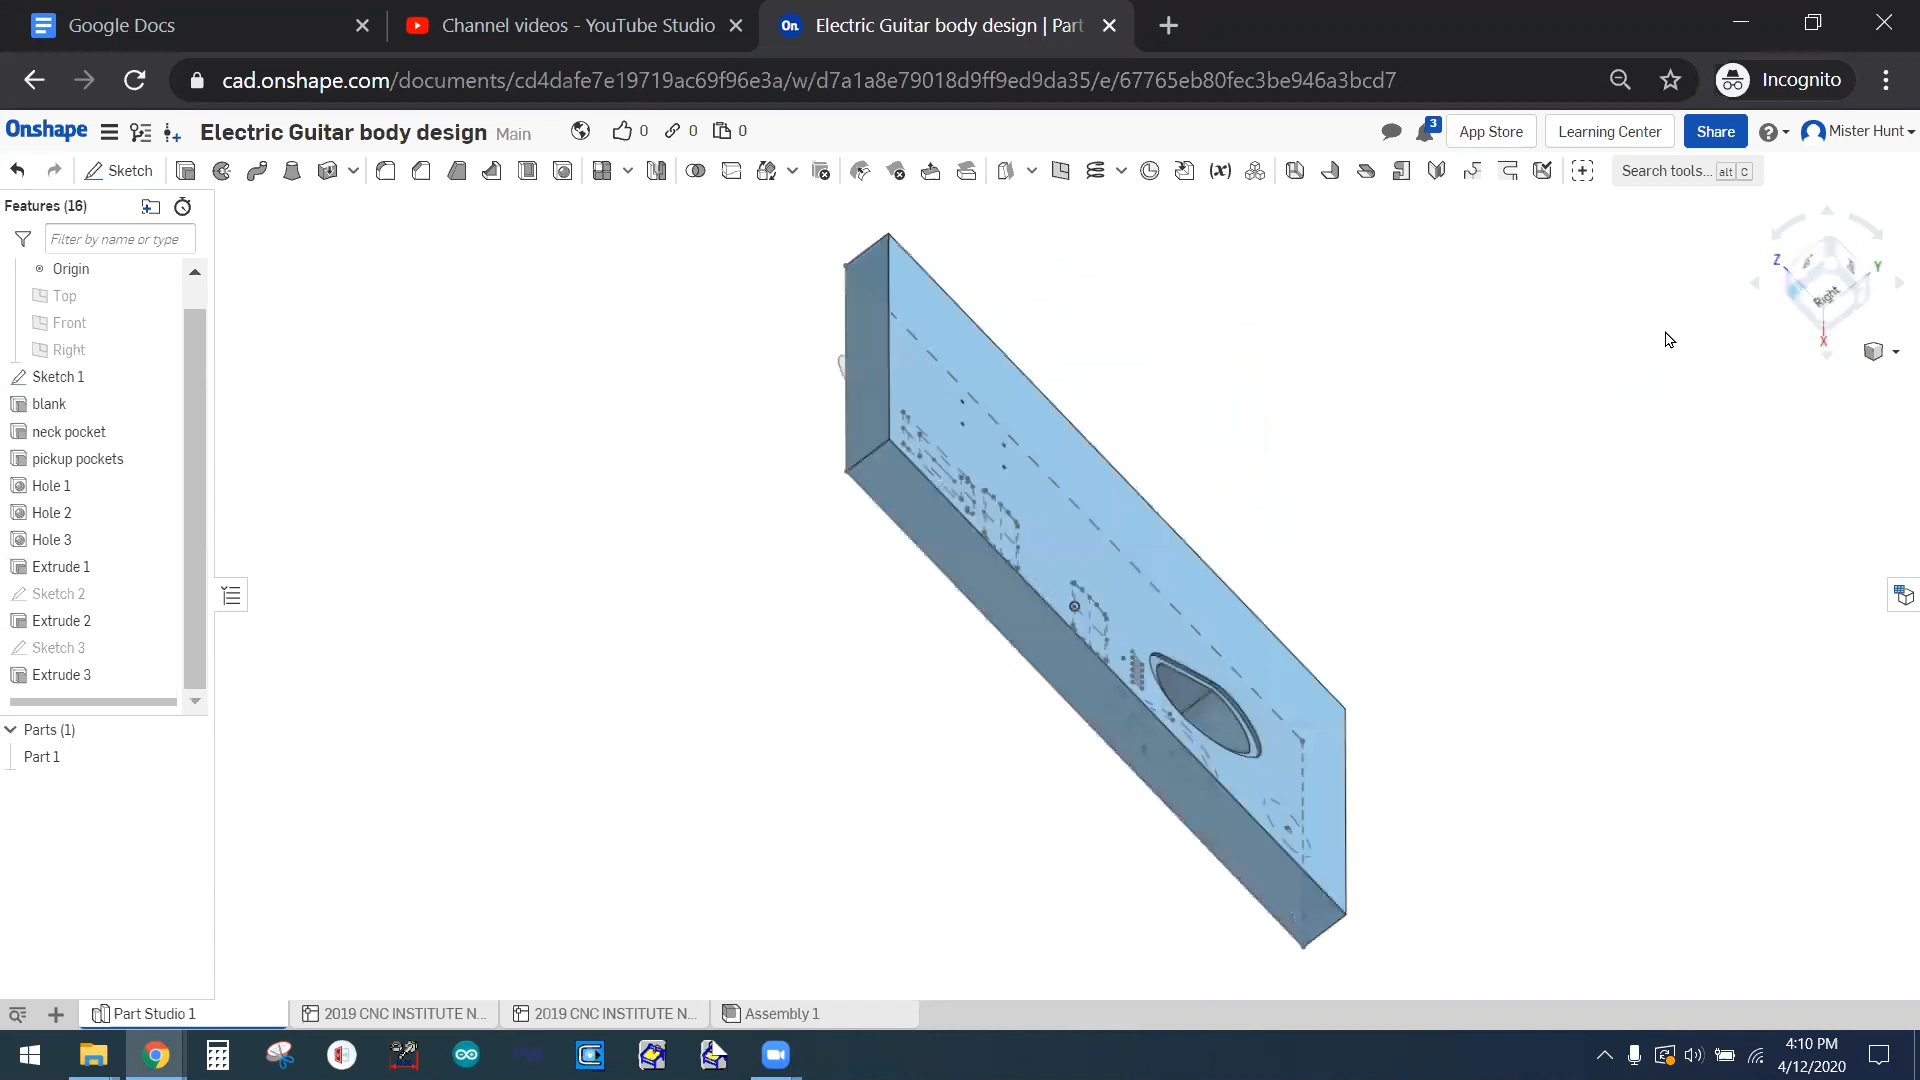 Google Docs
Channel videos - YouTube Studio
On Electric Guitar body design | Part
cad.onshape.com/documents/cd4dafe7e19719ac69f96e3a/w/d7a1a8e79018d9ff9ed9da35/e/67765eb80fec3be946a3bcd7
Incognito
Onshape
Electric Guitar body design Main
0 0 0
3
App Store
Learning Center
Share
Mister Hunt
Sketch
Search tools... alt C
Features (16)
Filter by name or type
Origin
Top
Front
Right
Sketch 1
blank
neck pocket
pickup pockets
Hole 1
Hole 2
Hole 3
Extrude 1
Sketch 2
Extrude 2
Sketch 3
Extrude 3
Parts (1)
Part 1
Z
Y
Right
X
Part Studio 1
2019 CNC INSTITUTE N...
2019 CNC INSTITUTE N...
Assembly 1
4:10 PM
4/12/2020